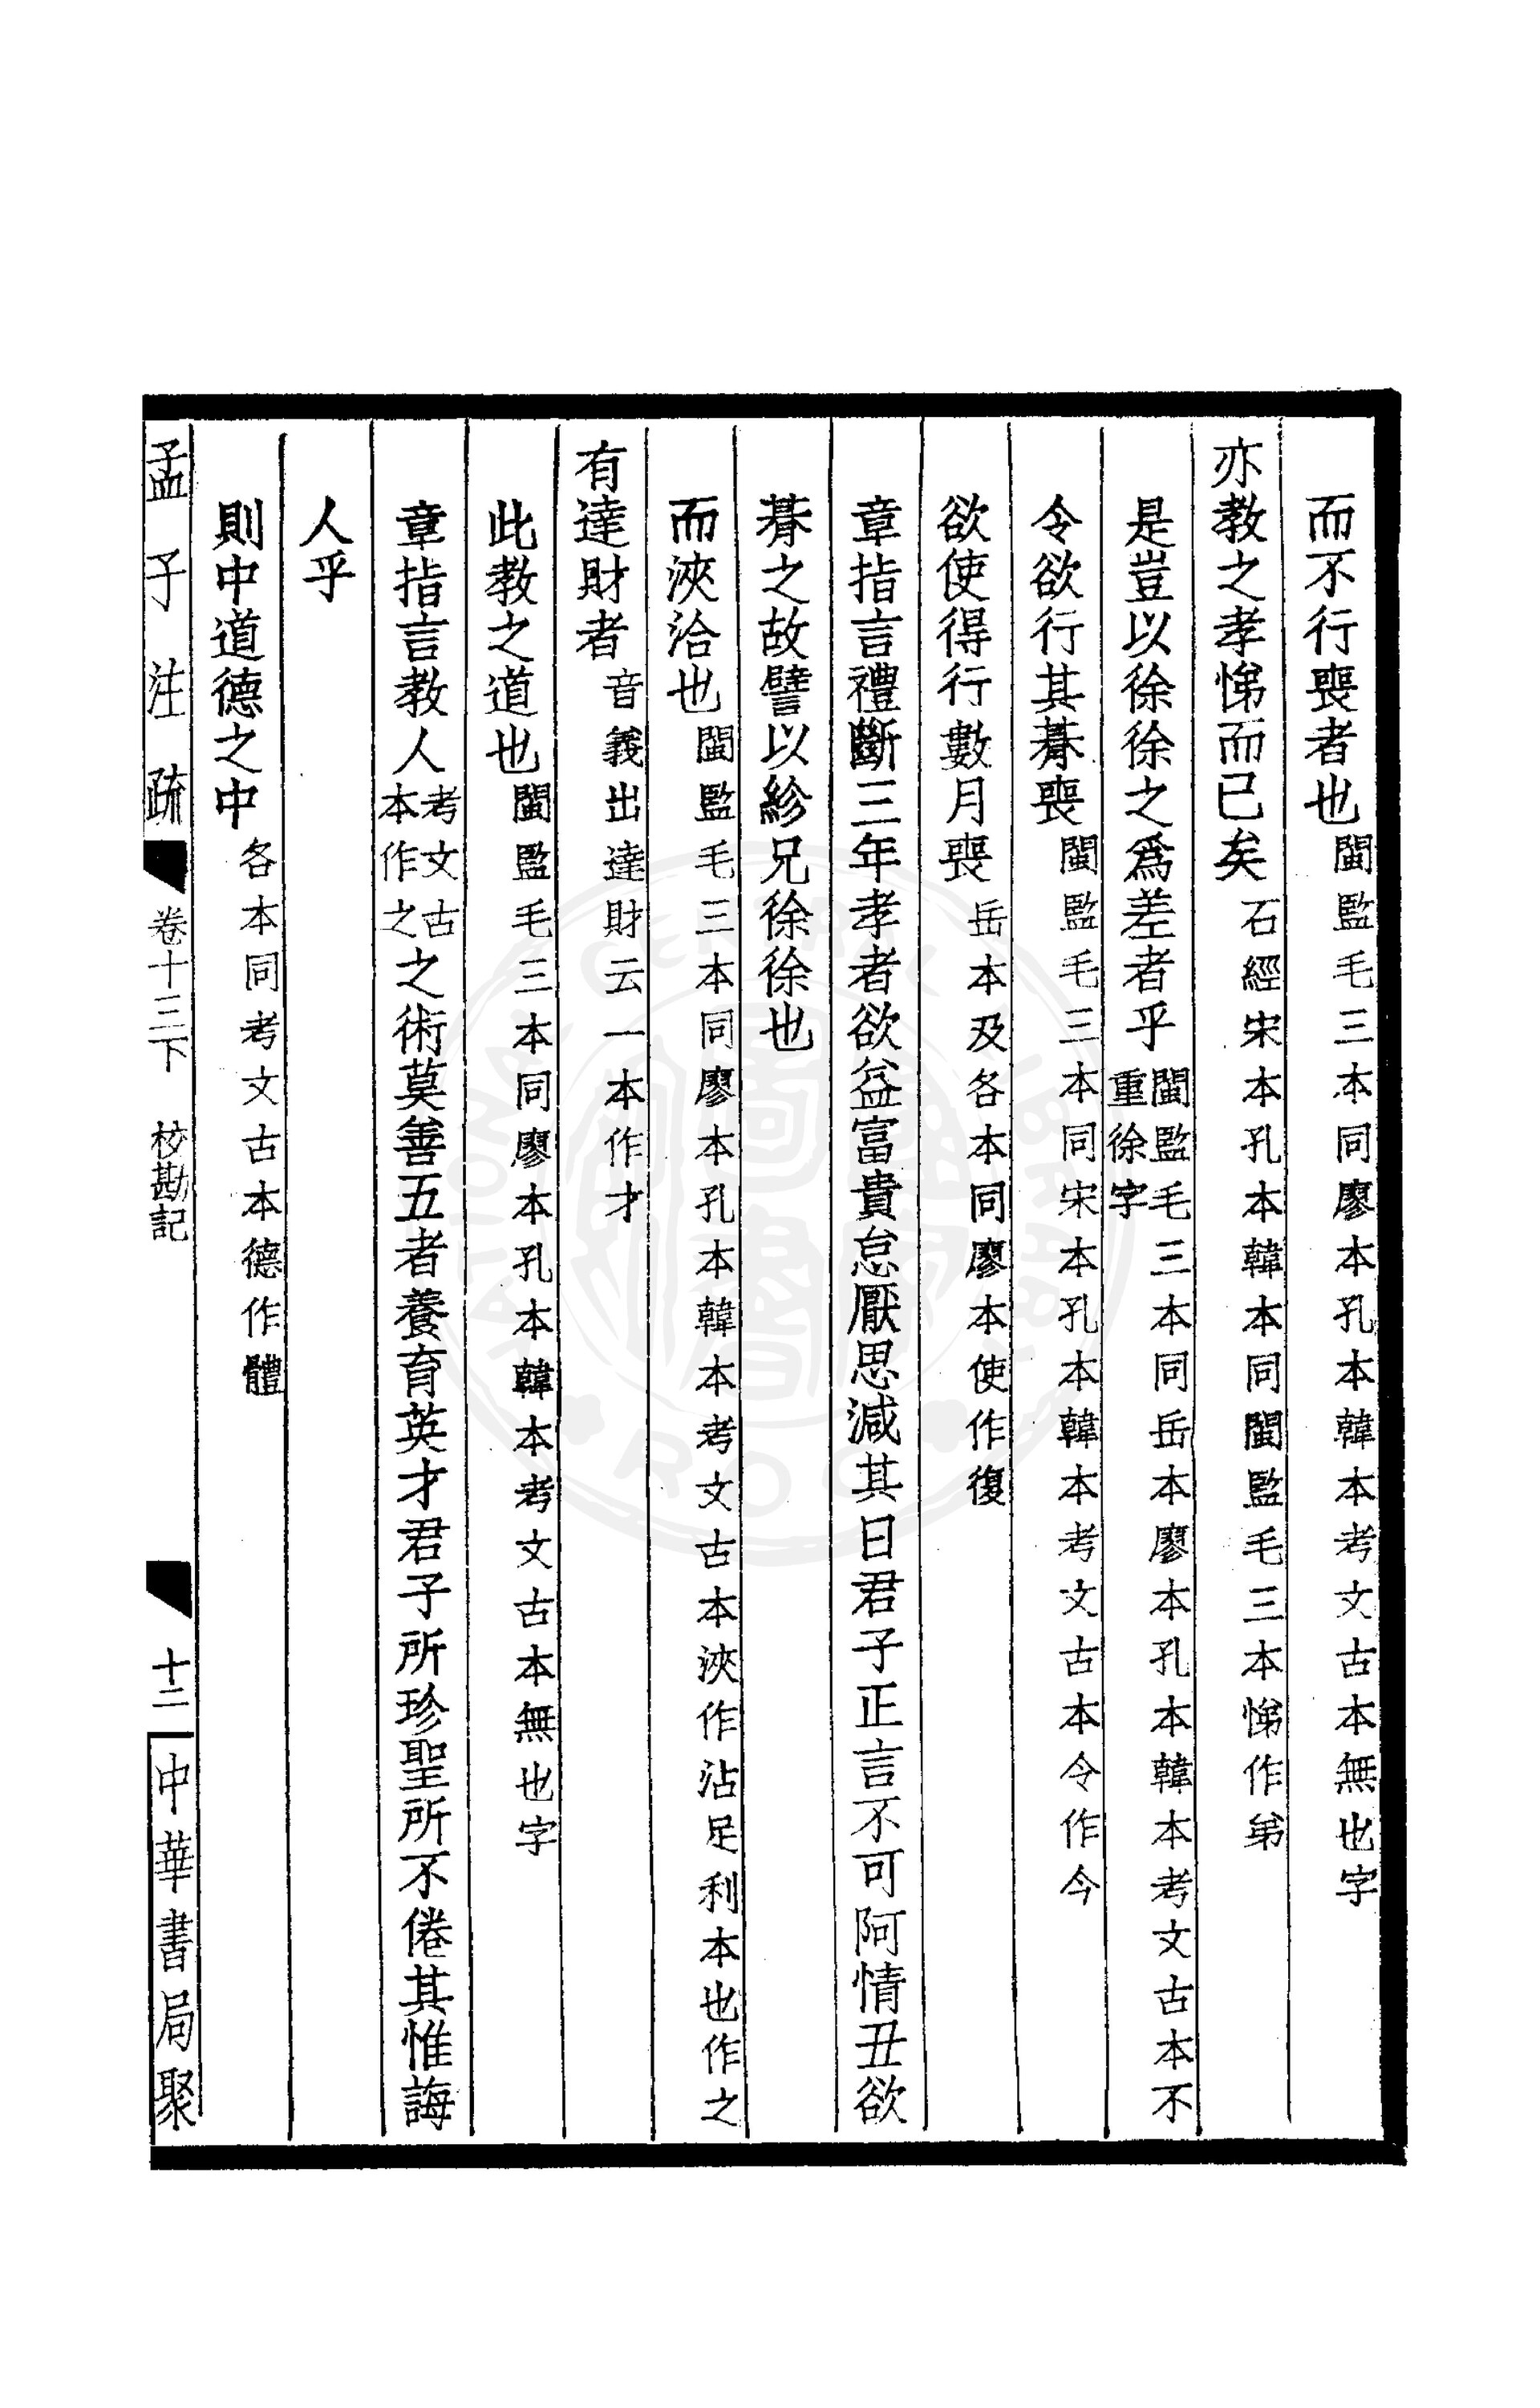 而不行喪者也閩監毛三本同廖本孔本韓本考文古本無也字
亦教之孝悌而已矣石經宋本孔本韓本同閩監毛三本悌作弟
是豈以徐徐之爲差者乎閩監毛三本同岳本廖本孔本韓本考文古本不重徐字
令欲行其朞喪閩監毛三本同宋本孔本韓本考文古本令作今
欲使得行數月喪岳本及各本同廖本使作復
章指言禮斷三年孝者欲益富貴怠厭思減其日君子正言不可阿情丑欲
朞之故譬以紾兄徐徐也
而浹洽也閩監毛三本同廖本孔本韓本考文古本浹作沾足利本也作之
有達財者音義出達財云一本作才
此教之道也閩監毛三本同廖本孔本韓本考文古本無也字
章指言教人考文古本作之之術莫善五者養育英才君子所珍聖所不倦其惟誨
人乎
則中道德之中各本同考文古本德作體
孟子注疏 卷十三下 校勘記 十二 中華書局聚
NATIONAL CENTRAL LIBRARY
ROC
國家圖書